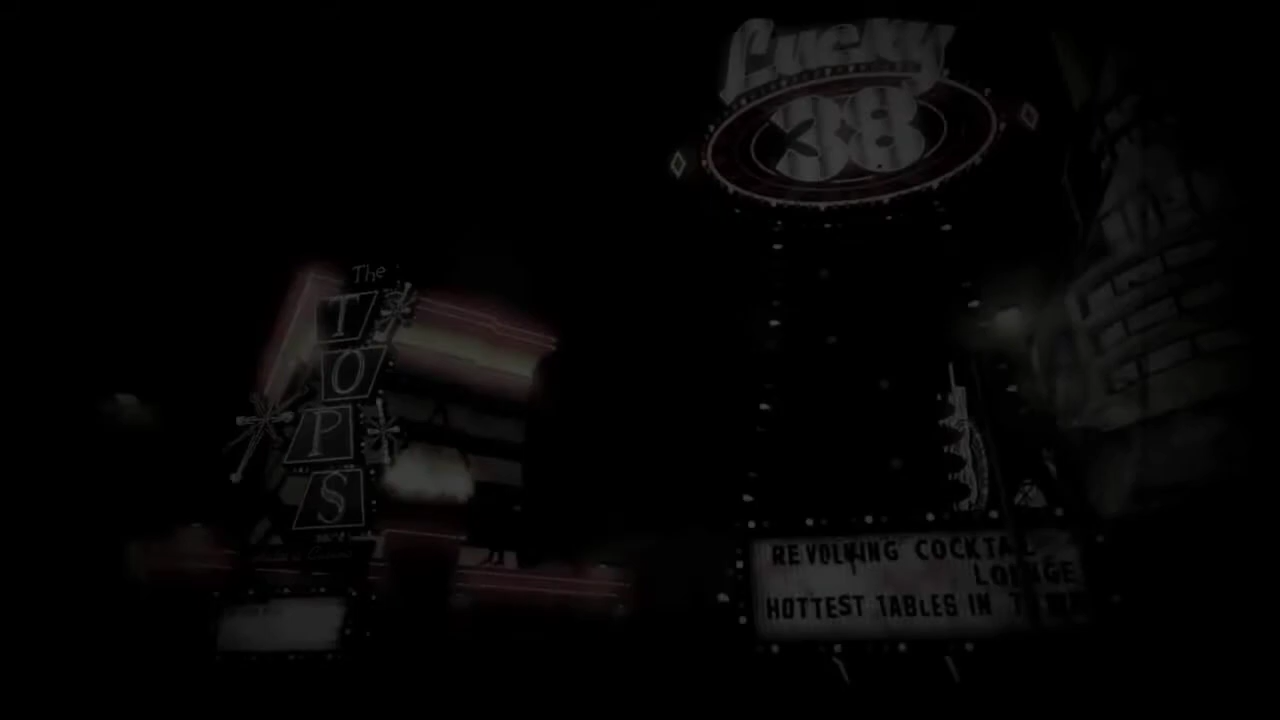 The
TOPS
Lucky
38
REVOLVING COCKTAIL
LOUNGE
HOTTEST TABLES IN